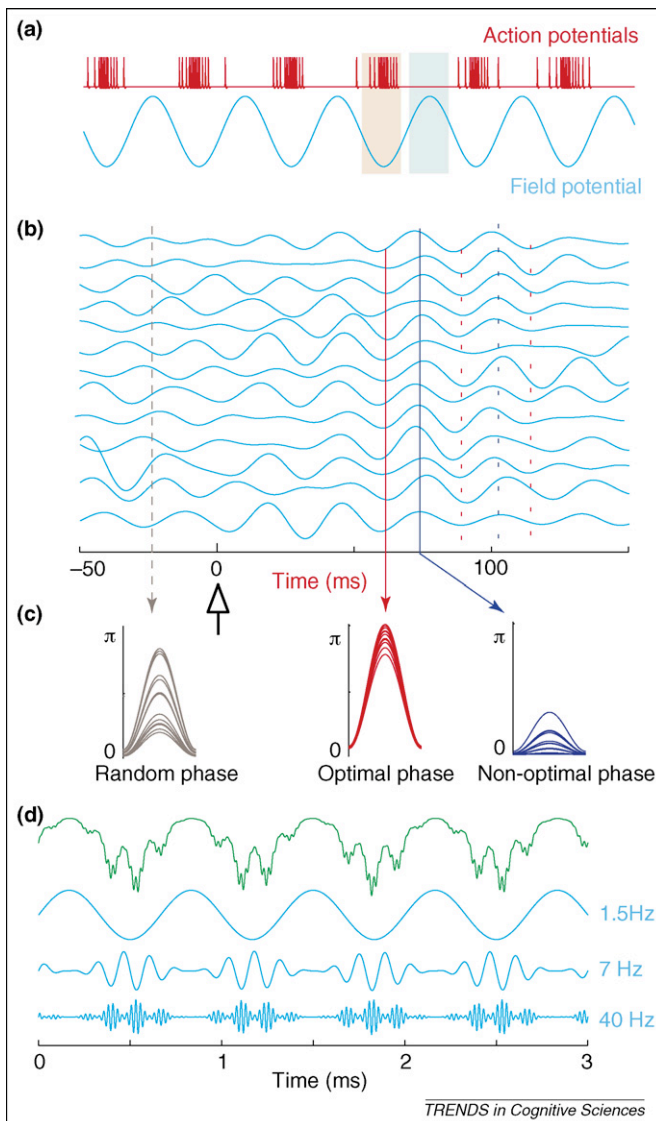 (a)
Action potentials
Field potential
(b)
–50 0 100
Time (ms)
(c)
π π π
0 0 0
Random phase Optimal phase Non-optimal phase
(d)
1.5Hz
7 Hz
40 Hz
0 1 2 3
Time (ms)
TRENDS in Cognitive Sciences